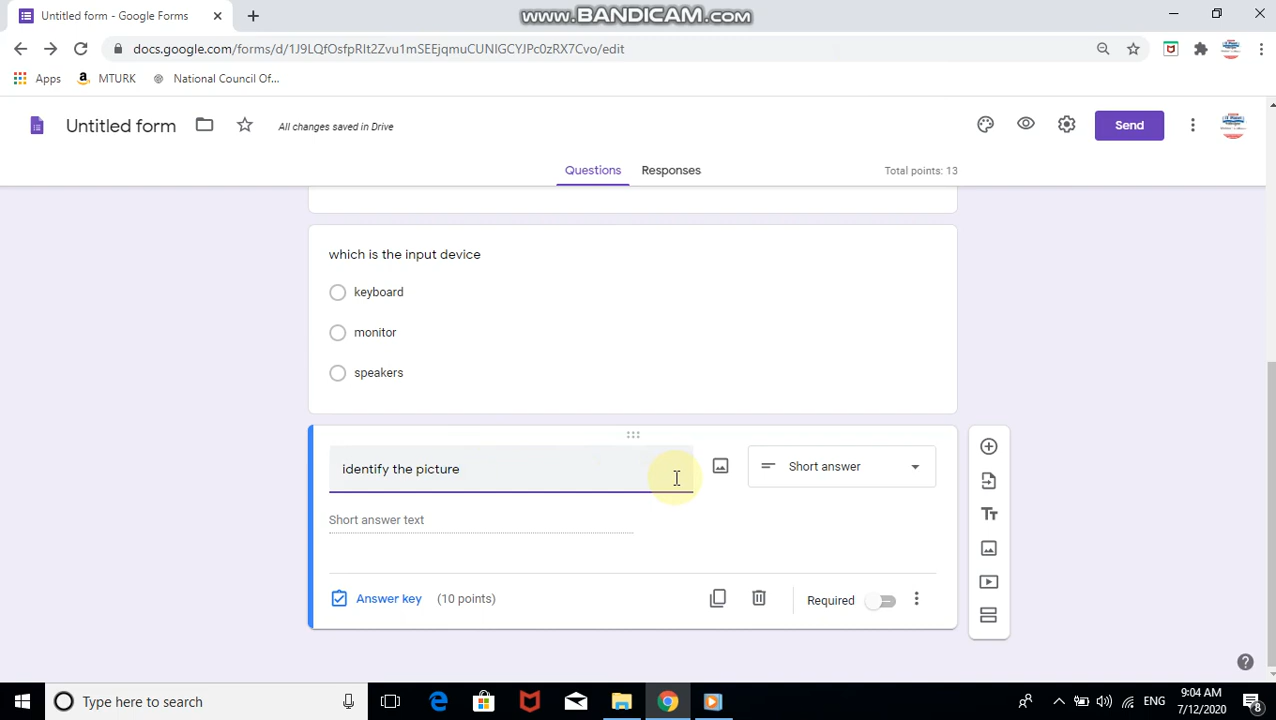 Untitled form - Google Forms
www.BANDICAM.com
docs.google.com/forms/d/1J9LQfOsfpRlt2Zvu1mSEEjqmuCUNIGCYJPc0zRX7Cvo/edit
Apps MTURK National Council Of...
Untitled form All changes saved in Drive Send
Questions Responses Total points: 13
which is the input device
keyboard
monitor
speakers
identify the picture Short answer
Short answer text
Answer key (10 points) Required
Type here to search
ENG
9:04 AM
7/12/2020
8